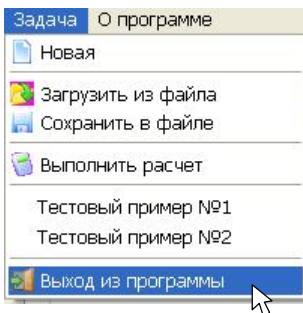 Задача О программе
Новая
Загрузить из файла
Сохранить в файле
Выполнить расчет
Тестовый пример №1
Тестовый пример №2
Выход из программы